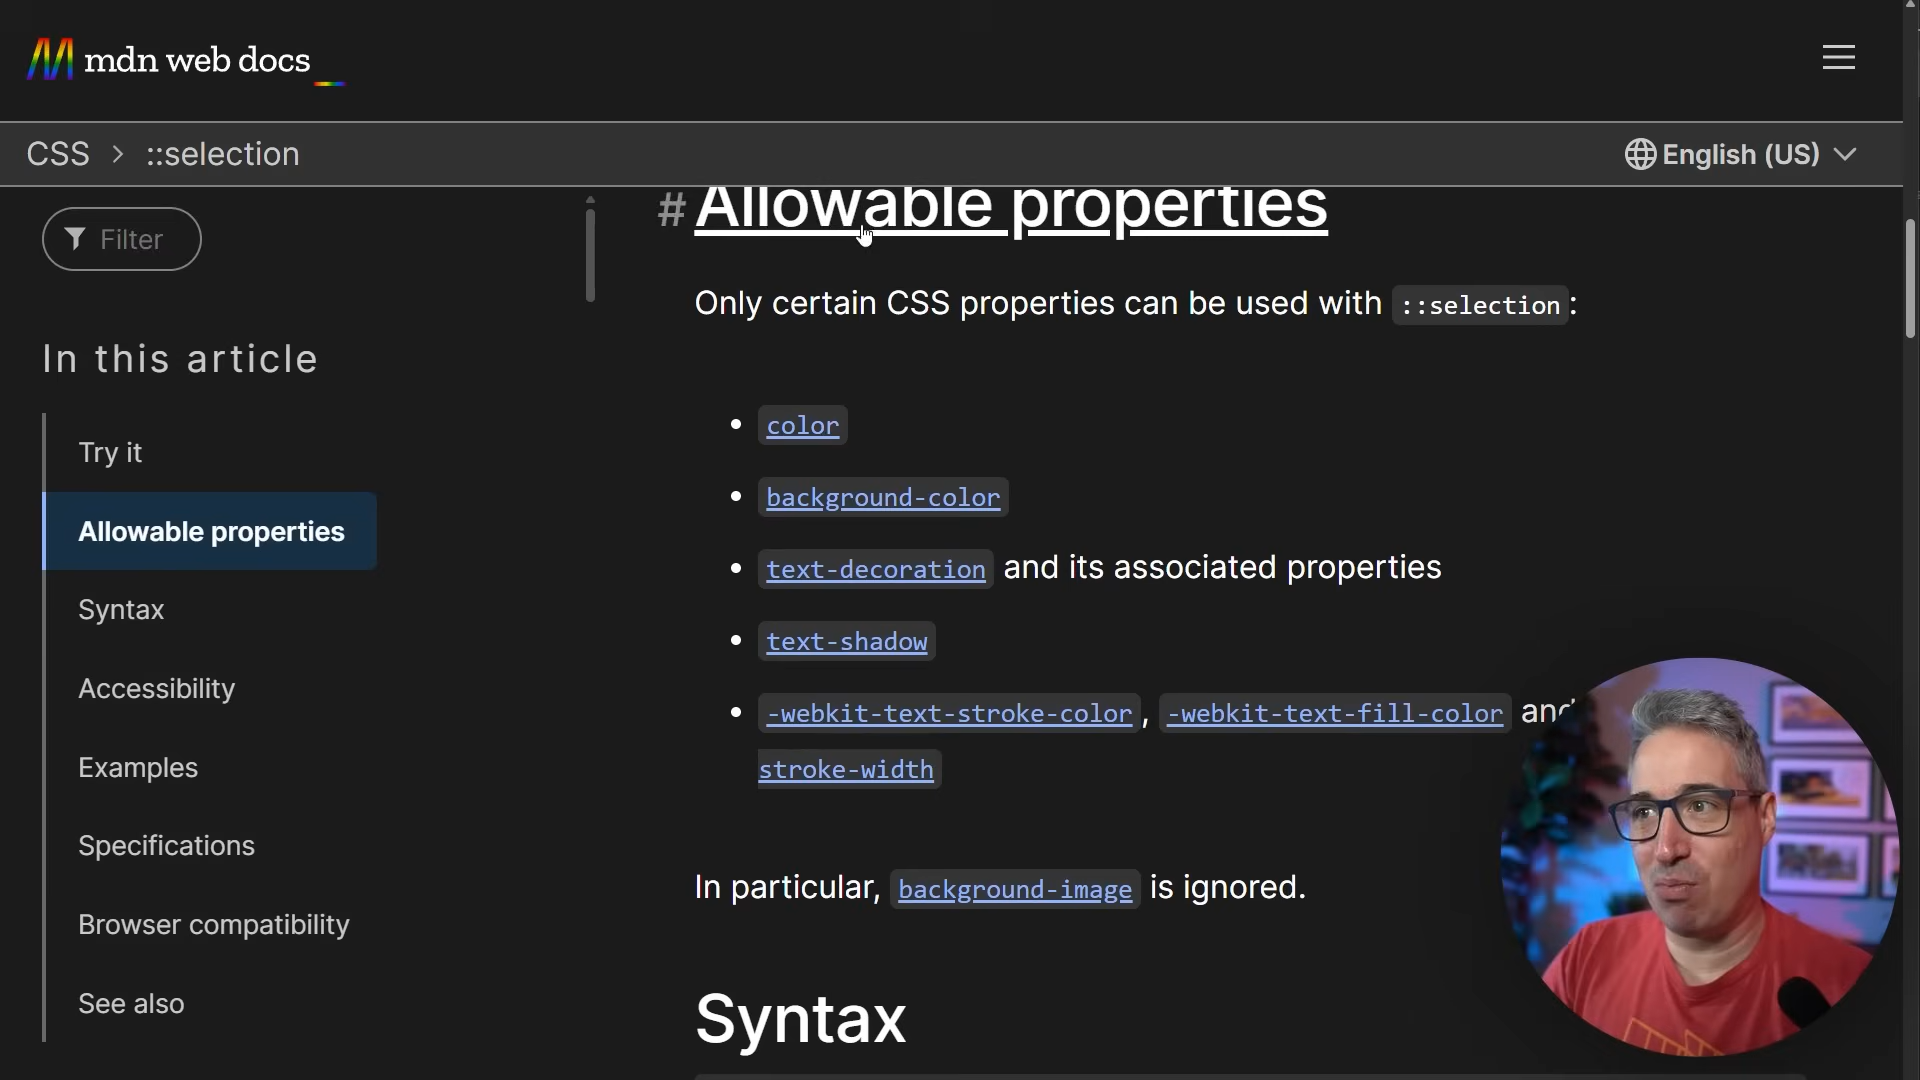 mdn web docs
CSS > ::selection
English (US)
Filter
In this article
Try it
Allowable properties
Syntax
Accessibility
Examples
Specifications
Browser compatibility
See also
# Allowable properties
Only certain CSS properties can be used with ::selection:
• color
• background-color
• text-decoration and its associated properties
• text-shadow
• -webkit-text-stroke-color, -webkit-text-fill-color and
stroke-width
In particular, background-image is ignored.
Syntax